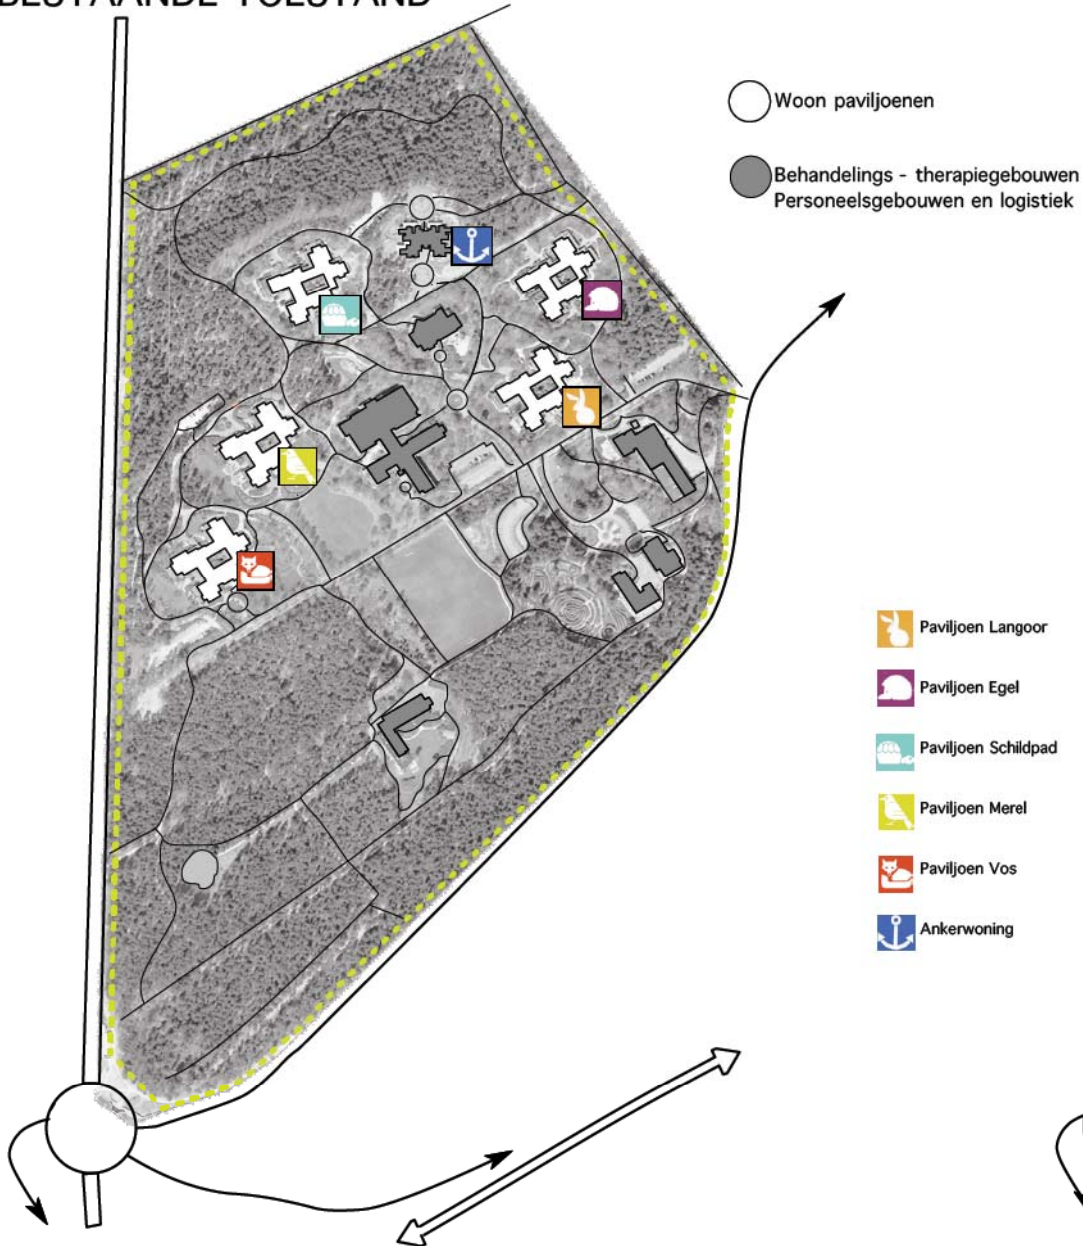 BESTAANDE TOESTAND
Woon paviljoenen
Behandelings - therapiegebouwen
Personeelsgebouwen en logistiek
Paviljoen Langoor
Paviljoen Egel
Paviljoen Schildpad
Paviljoen Merel
Paviljoen Vos
Ankerwoning